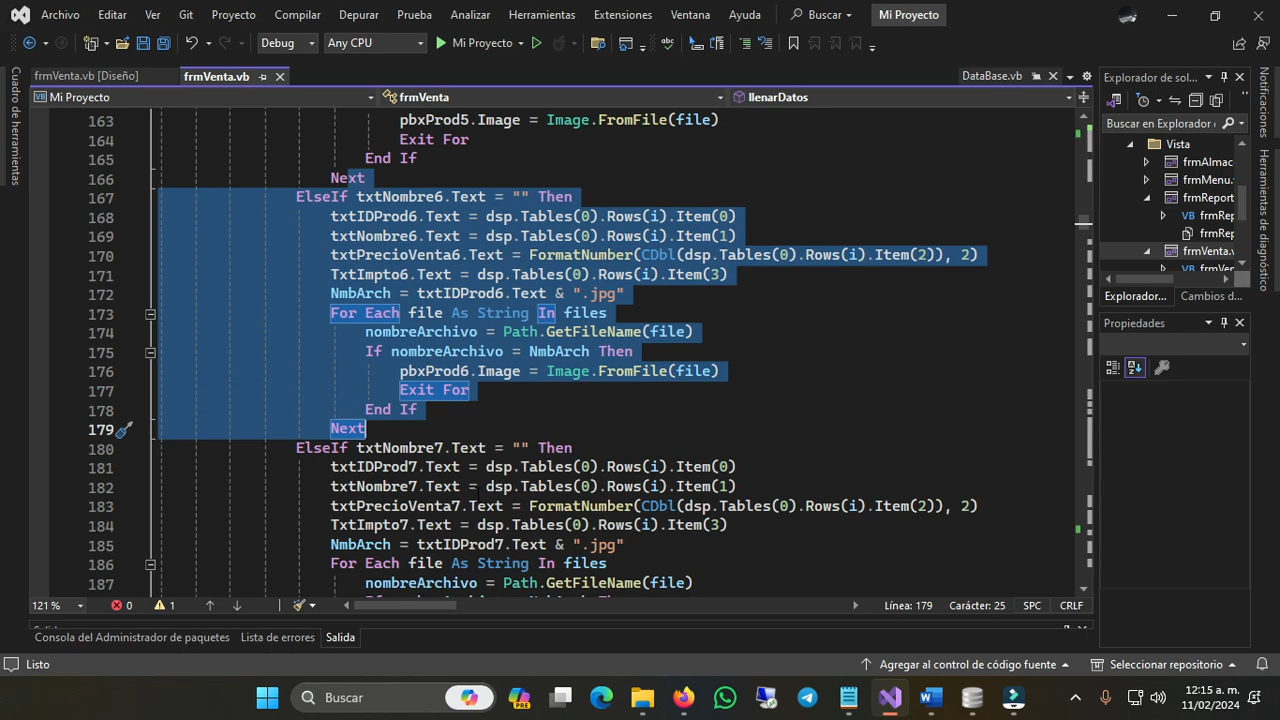 Archivo Editar Ver Git Proyecto Compilar Depurar Prueba Analizar Herramientas Extensiones Ventana Ayuda Buscar Mi Proyecto
Debug Any CPU Mi Proyecto
frmVenta.vb [Diseño] frmVenta.vb DataBase.vb
Mi Proyecto frmVenta llenarDatos
Cuadro de herramientas
163 pbxProd5.Image = Image.FromFile(file)
164 Exit For
165 End If
166 Next
167 ElseIf txtNombre6.Text = "" Then
168 txtIDProd6.Text = dsp.Tables(0).Rows(i).Item(0)
169 txtNombre6.Text = dsp.Tables(0).Rows(i).Item(1)
170 txtPrecioVenta6.Text = FormatNumber(CDbl(dsp.Tables(0).Rows(i).Item(2)), 2)
171 TxtImpto6.Text = dsp.Tables(0).Rows(i).Item(3)
172 NmbArch = txtIDProd6.Text & ".jpg"
173 For Each file As String In files
174 nombreArchivo = Path.GetFileName(file)
175 If nombreArchivo = NmbArch Then
176 pbxProd6.Image = Image.FromFile(file)
177 Exit For
178 End If
179 Next
180 ElseIf txtNombre7.Text = "" Then
181 txtIDProd7.Text = dsp.Tables(0).Rows(i).Item(0)
182 txtNombre7.Text = dsp.Tables(0).Rows(i).Item(1)
183 txtPrecioVenta7.Text = FormatNumber(CDbl(dsp.Tables(0).Rows(i).Item(2)), 2)
184 TxtImpto7.Text = dsp.Tables(0).Rows(i).Item(3)
185 NmbArch = txtIDProd7.Text & ".jpg"
186 For Each file As String In files
187 nombreArchivo = Path.GetFileName(file)
121 % 0 1 Línea: 179 Carácter: 25 SPC CRLF
Consola del Administrador de paquetes Lista de errores Salida
Explorador de sol...
Buscar en Explorador
Vista
frmAlmac
frmMenu.v
frmReport
frmRep
frmRep
frmVenta.
Explorador... Cambios d...
Propiedades
Notificaciones
Herramientas de diagnóstico
Listo Agregar al control de código fuente Seleccionar repositorio
Buscar PRE 12:15 a. m.
11/02/2024